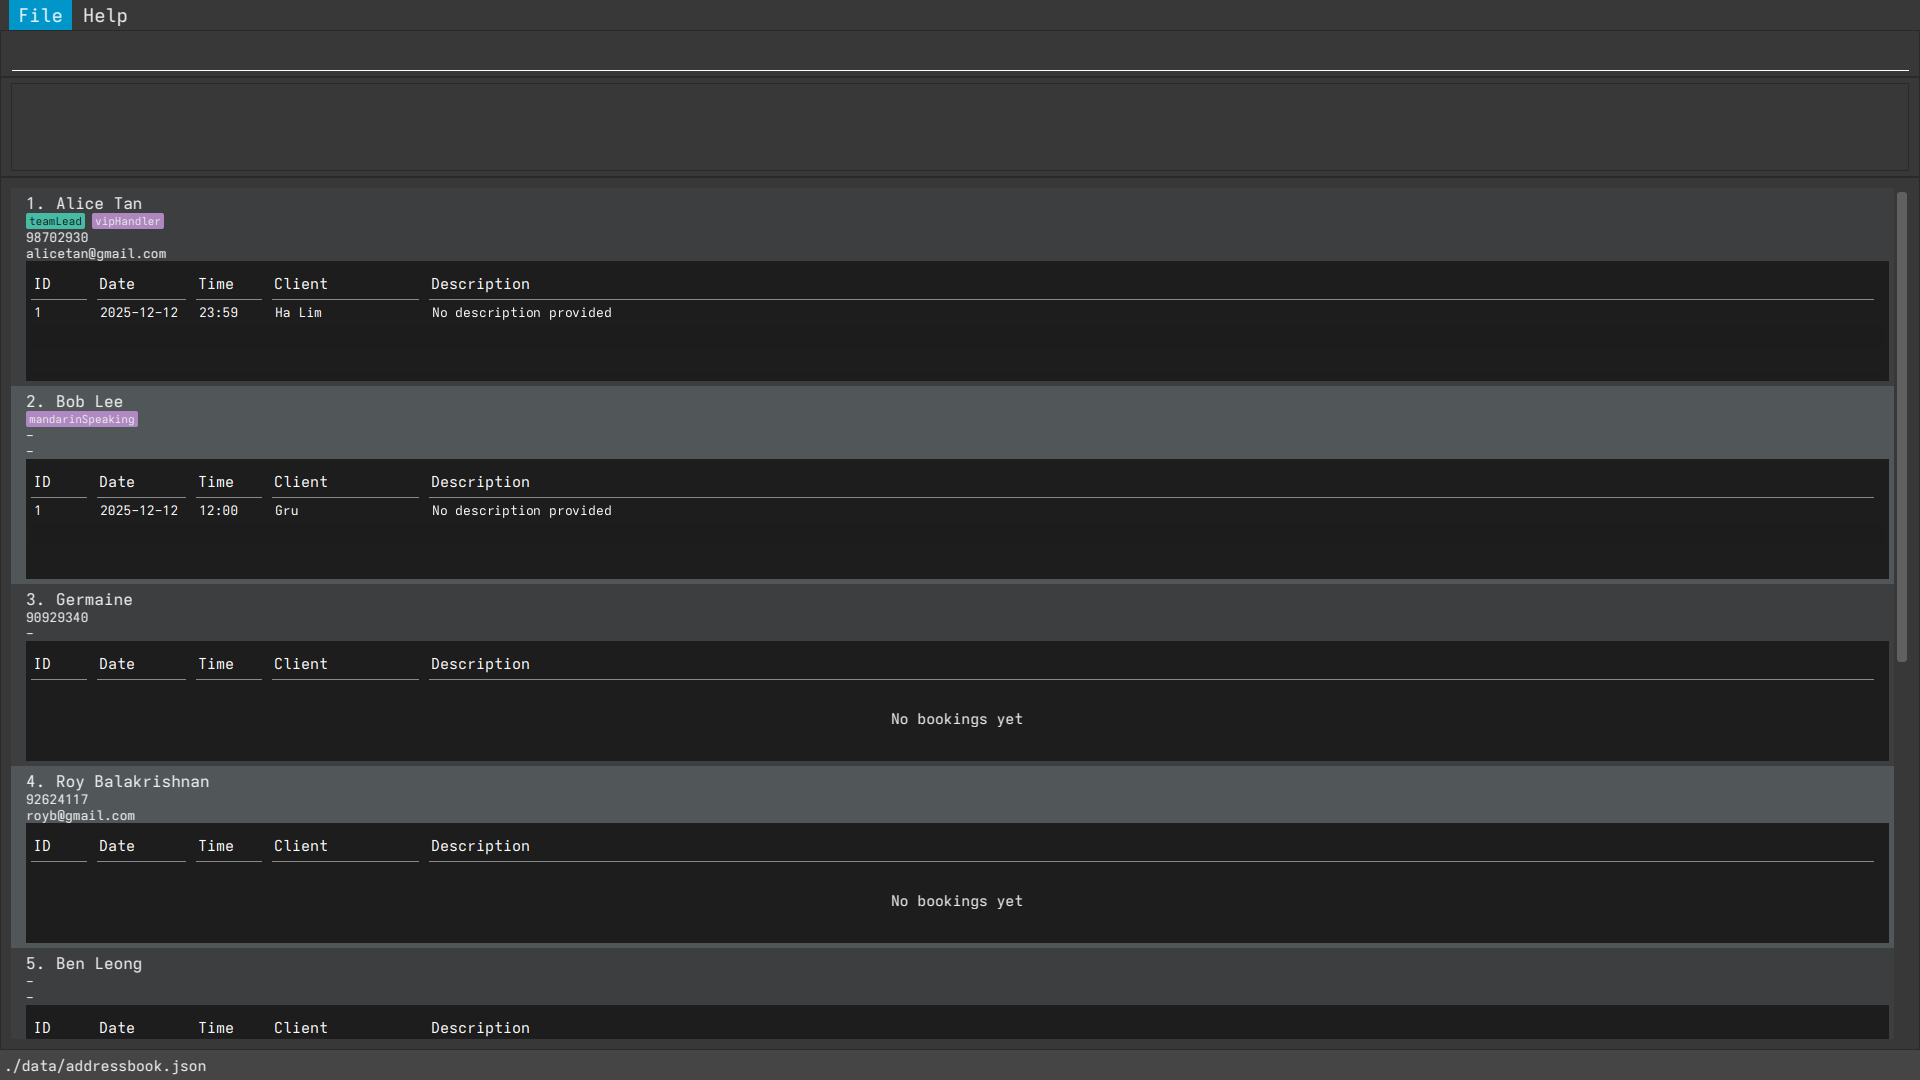 File Help
1. Alice Tan
teamLead vipHandler
98702930
alicetan@gmail.com
ID Date Time Client Description
1 2025-12-12 23:59 Ha Lim No description provided
2. Bob Lee
mandarinSpeaking
-
-
ID Date Time Client Description
1 2025-12-12 12:00 Gru No description provided
3. Germaine
90929340
-
ID Date Time Client Description
No bookings yet
4. Roy Balakrishnan
92624117
royb@gmail.com
ID Date Time Client Description
No bookings yet
5. Ben Leong
-
-
ID Date Time Client Description
./data/addressbook.json